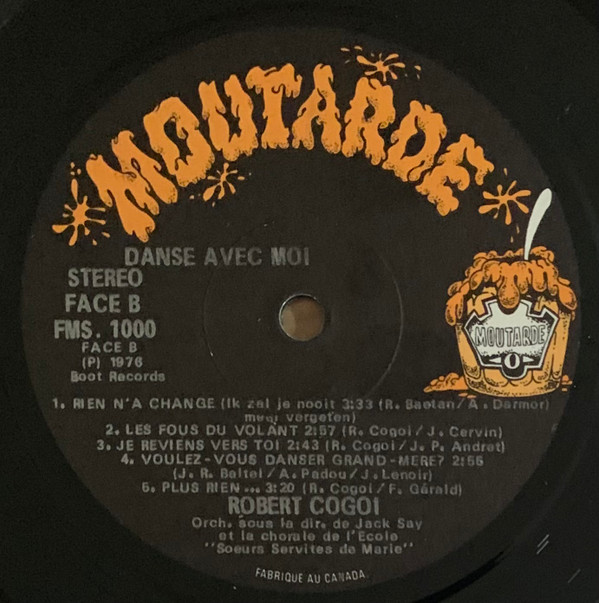 MOUTARDE
DANSE AVEC MOI
STEREO
FACE B
FMS. 1000
FACE B
(P) 1976
Boot Records
MOUTARDE
1. RIEN N'A CHANGE (Ik zal je nooit 3:33 (R. Baetan/A. Darmor)
meer vergeten)
2. LES FOUS DU VOLANT 2:57 (R. Cogoi/J. Cervin)
3. JE REVIENS VERS TOI 2:43 (R. Cogoi/J. P. Andret)
4. VOULEZ-VOUS DANSER GRAND-MERE? 2:55
(J. R. Baltel/A. Padou/J. Lenoir)
5. PLUS RIEN... 3:20 (R. Cogoi/F. Gérald)
ROBERT COGOI
Orch. sous la dir. de Jack Say
et la chorale de l'Ecole
"Soeurs Servites de Marie"
FABRIQUE AU CANADA.